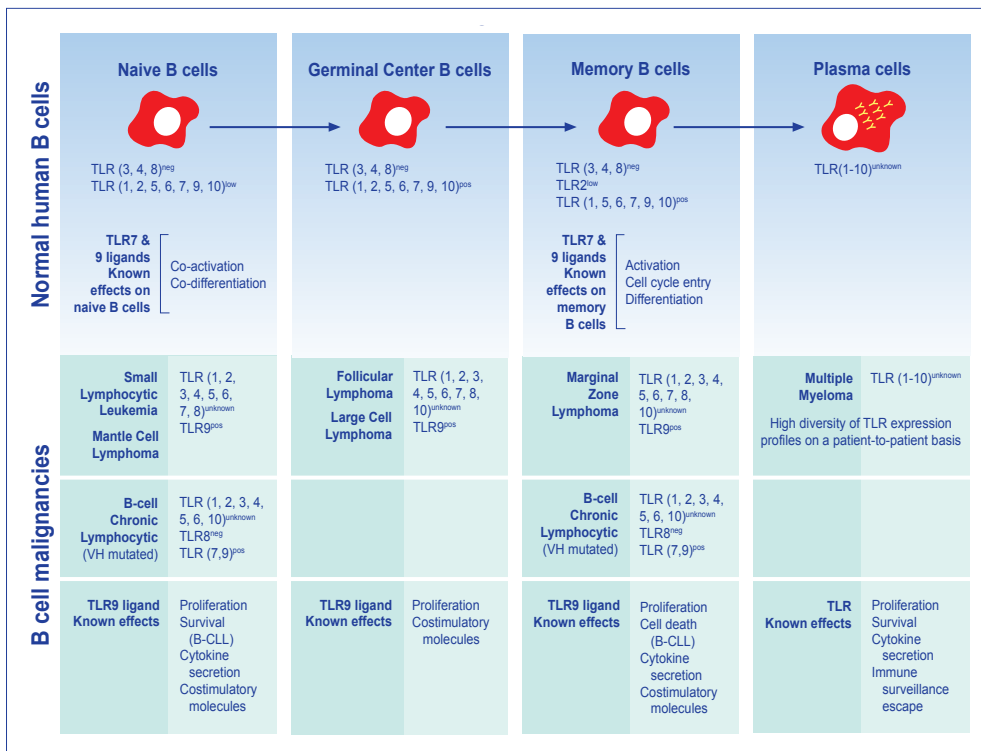 Normal human B cells
Naive B cells
TLR (3, 4, 8)neg
TLR (1, 2, 5, 6, 7, 9, 10)low
TLR7 &
9 ligands
Known
effects on
naive B cells
Co-activation
Co-differentiation
Germinal Center B cells
TLR (3, 4, 8)neg
TLR (1, 2, 5, 6, 7, 9, 10)pos
Memory B cells
TLR (3, 4, 8)neg
TLR2low
TLR (1, 5, 6, 7, 9, 10)pos
TLR7 &
9 ligands
Known
effects on
memory
B cells
Activation
Cell cycle entry
Differentiation
Plasma cells
TLR(1-10)unknown
B cell malignancies
Small
Lymphocytic
Leukemia
Mantle Cell
Lymphoma
TLR (1, 2,
3, 4, 5, 6,
7, 8)unknown
TLR9pos
Follicular
Lymphoma
Large Cell
Lymphoma
TLR (1, 2, 3,
4, 5, 6, 7, 8,
10)unknown
TLR9pos
Marginal
Zone
Lymphoma
TLR (1, 2, 3, 4,
5, 6, 7, 8,
10)unknown
TLR9pos
Multiple
Myeloma
TLR (1-10)unknown
High diversity of TLR expression
profiles on a patient-to-patient basis
B-cell
Chronic
Lymphocytic
(VH mutated)
TLR (1, 2, 3, 4,
5, 6, 10)unknown
TLR8neg
TLR (7,9)pos
B-cell
Chronic
Lymphocytic
(VH mutated)
TLR (1, 2, 3, 4,
5, 6, 10)unknown
TLR8neg
TLR (7,9)pos
TLR9 ligand
Known effects
Proliferation
Survival
(B-CLL)
Cytokine
secretion
Costimulatory
molecules
TLR9 ligand
Known effects
Proliferation
Costimulatory
molecules
TLR9 ligand
Known effects
Proliferation
Cell death
(B-CLL)
Cytokine
secretion
Costimulatory
molecules
TLR
Known effects
Proliferation
Survival
Cytokine
secretion
Immune
surveillance
escape